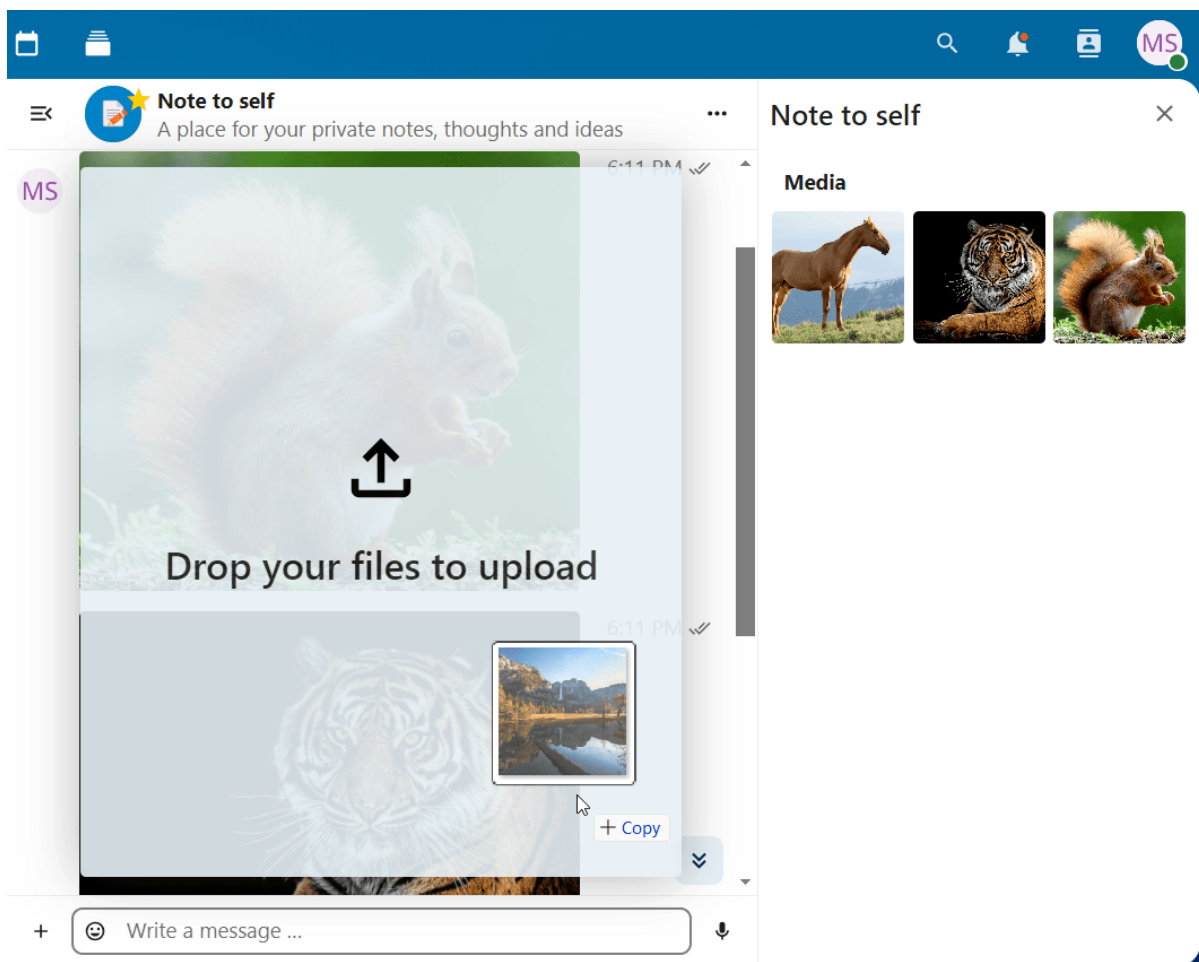 MS
Note to self
A place for your private notes, thoughts and ideas
Note to self
Media
MS
6:11 PM
Drop your files to upload
6:11 PM
Copy
Write a message ...